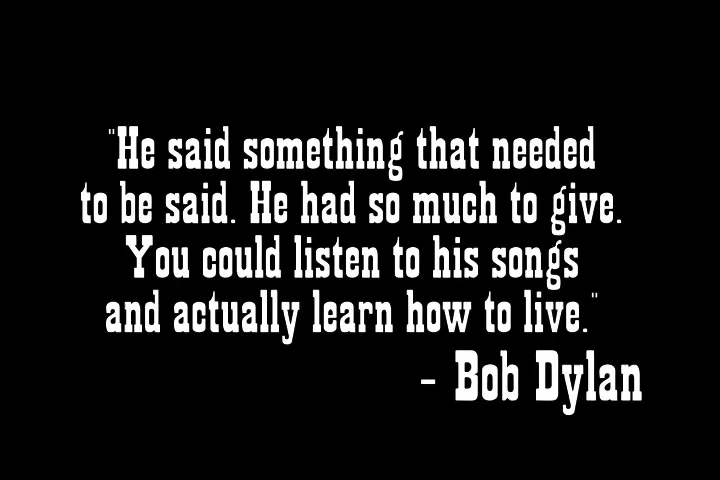 "He said something that needed
to be said. He had so much to give.
You could listen to his songs
and actually learn how to live."
- Bob Dylan